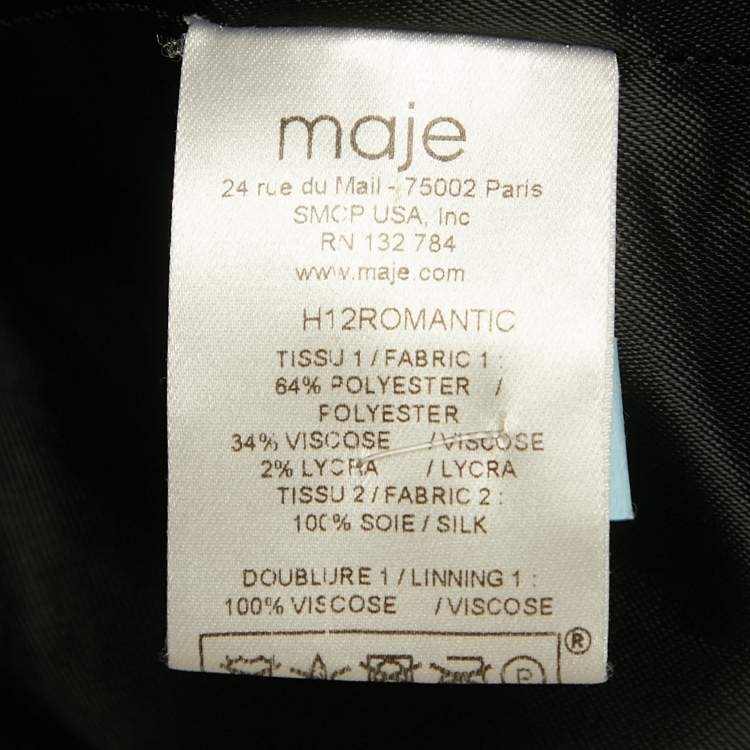 maje
24 rue du Mail - 75002 Paris
SMCP USA, Inc
RN 132 784
www.maje.com
H12ROMANTIC
TISSU 1 / FABRIC 1 :
64% POLYESTER /
POLYESTER
34% VISCOSE / VISCOSE
2% LYCRA / LYCRA
TISSU 2 / FABRIC 2 :
100% SOIE / SILK
DOUBLURE 1 / LINNING 1 :
100% VISCOSE / VISCOSE
®
P